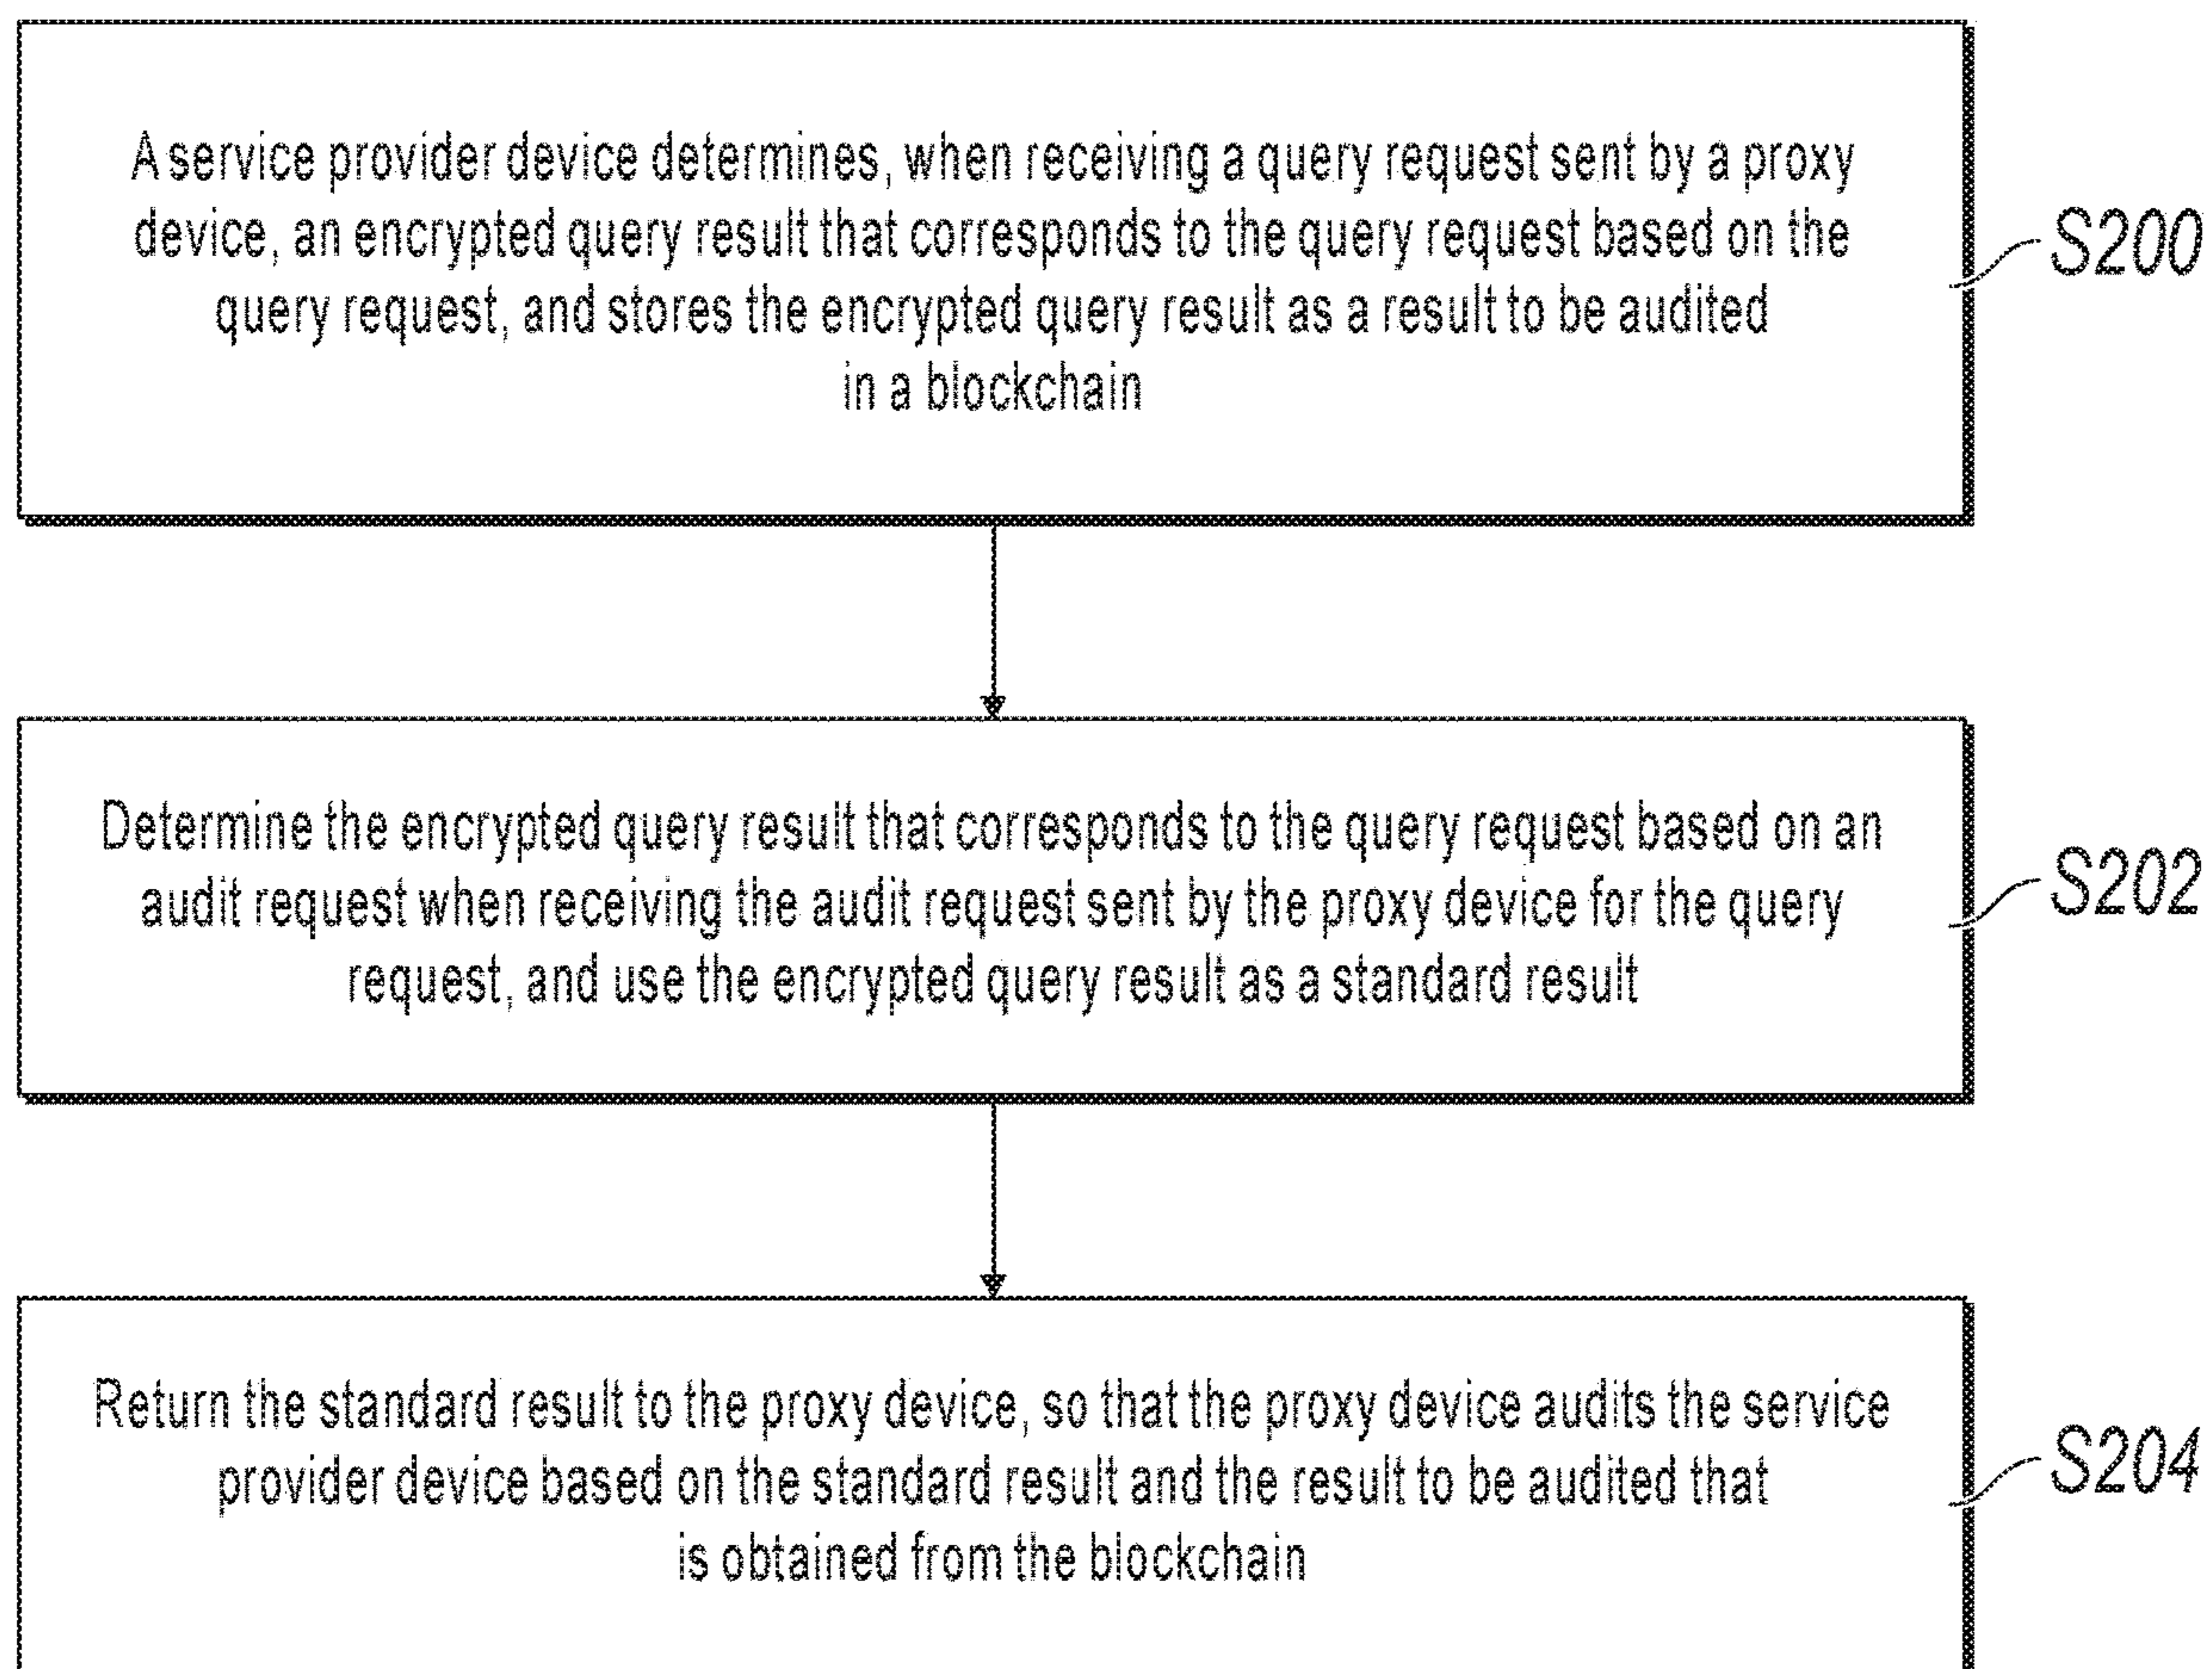 A service provider device determines, when receiving a query request sent by a proxy
device, an encrypted query result that corresponds to the query request based on the
query request, and stores the encrypted query result as a result to be audited
in a blockchain
S200
Determine the encrypted query result that corresponds to the query request based on an
audit request when receiving the audit request sent by the proxy device for the query
request, and use the encrypted query result as a standard result
S202
Return the standard result to the proxy device, so that the proxy device audits the service
provider device based on the standard result and the result to be audited that
is obtained from the blockchain
S204